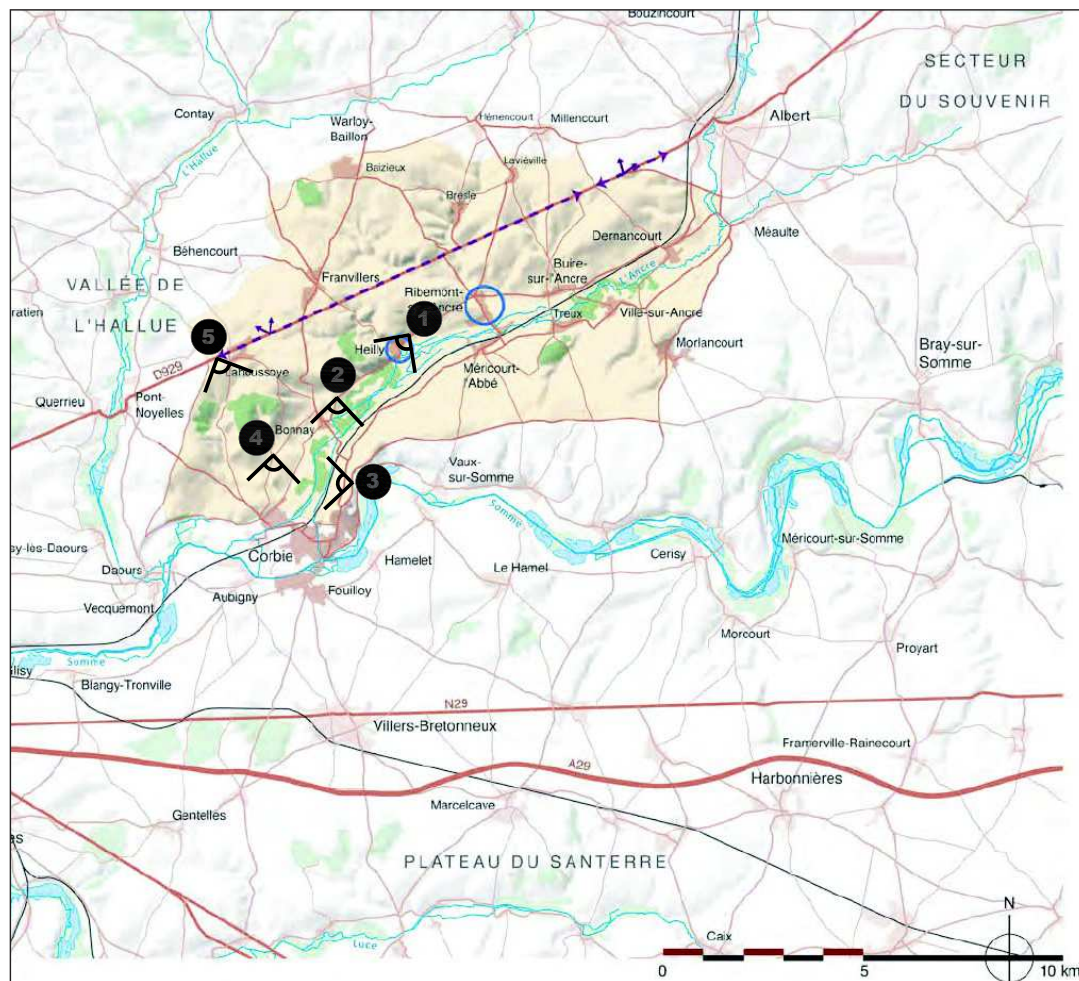 Bouzincourt
SECTEUR
DU SOUVENIR
Contay
Warloy-
Baillon
Hénencourt
Millencourt
Albert
L'Hallue
Baizieux
Laviéville
Bresle
Béhencourt
Dernancourt
Méaulte
VALLÉE DE
L'HALLUE
Franvillers
Buire-
sur-l'Ancre
L'Ancre
Ribemont-
Treux
Ville-sur-Ancre
1
5
Heilly
Morlancourt
Bray-sur-
Somme
D929
Lahoussoye
2
Méricourt-
l'Abbé
Querrieu
Pont-
Noyelles
4
Bonnay
3
Vaux-
sur-Somme
Somme
Méricourt-sur-Somme
Corbie
Cerisy
Daours
Hamelet
Le Hamel
Aubigny
Fouilloy
Vecquemont
Morcourt
Proyart
Somme
Blangy-Tronville
N29
Villers-Bretonneux
Framerville-Rainecourt
A29
Harbonnières
Gentelles
Marcelcave
PLATEAU DU SANTERRE
N
Luce
Caix
0
5
10 km